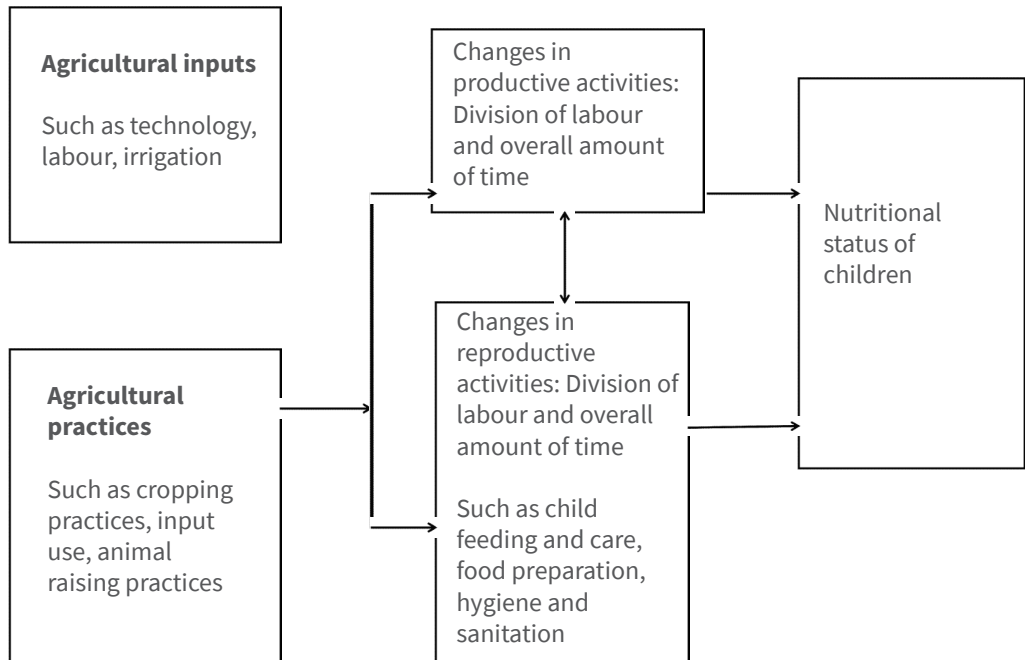 Agricultural inputs
Such as technology,
labour, irrigation
Agricultural
practices
Such as cropping
practices, input
use, animal
raising practices
Changes in
productive activities:
Division of labour
and overall amount
of time
Changes in
reproductive
activities: Division of
labour and overall
amount of time
Such as child
feeding and care,
food preparation,
hygiene and
sanitation
Nutritional
status of
children